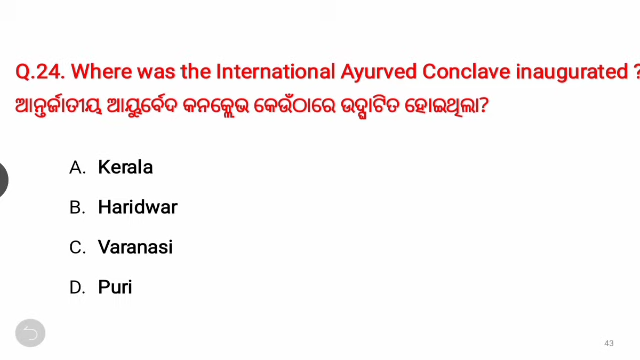 Q.24. Where was the International Ayurved Conclave inaugurated ?
ଆନ୍ତର୍ଜାତୀୟ ଆୟୁର୍ବେଦ କନକ୍ଲେଭ କେଉଁଠାରେ ଉଦ୍ଘାଟିତ ହୋଇଥିଲା?
A. Kerala
B. Haridwar
C. Varanasi
D. Puri
43